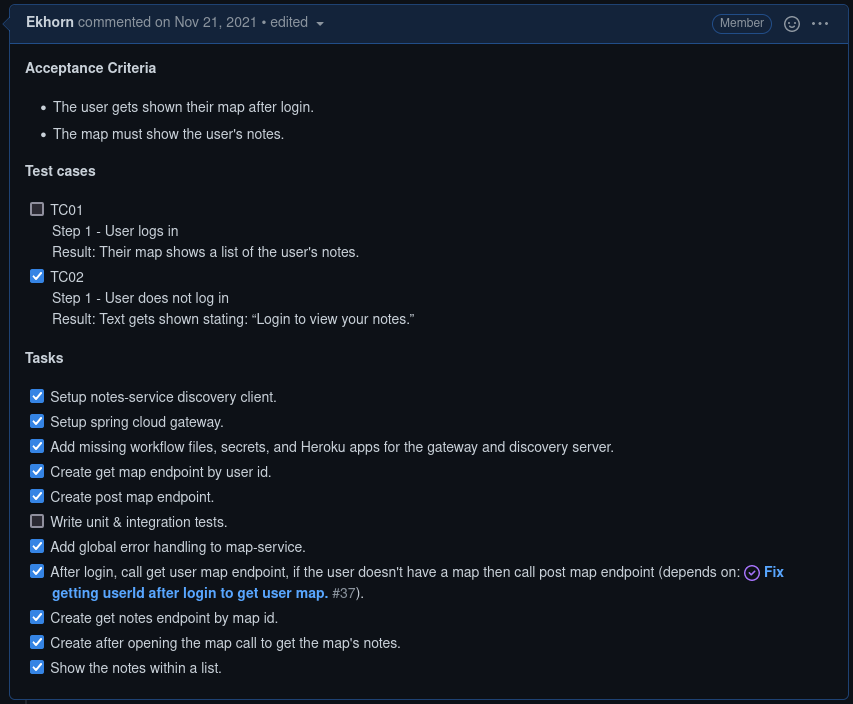 Ekhorn commented on Nov 21, 2021 • edited
Member
Acceptance Criteria
• The user gets shown their map after login.
• The map must show the user's notes.
Test cases
TC01
Step 1 - User logs in
Result: Their map shows a list of the user's notes.
TC02
Step 1 - User does not log in
Result: Text gets shown stating: “Login to view your notes.”
Tasks
Setup notes-service discovery client.
Setup spring cloud gateway.
Add missing workflow files, secrets, and Heroku apps for the gateway and discovery server.
Create get map endpoint by user id.
Create post map endpoint.
Write unit & integration tests.
Add global error handling to map-service.
After login, call get user map endpoint, if the user doesn't have a map then call post map endpoint (depends on: Fix
getting userId after login to get user map. #37).
Create get notes endpoint by map id.
Create after opening the map call to get the map's notes.
Show the notes within a list.